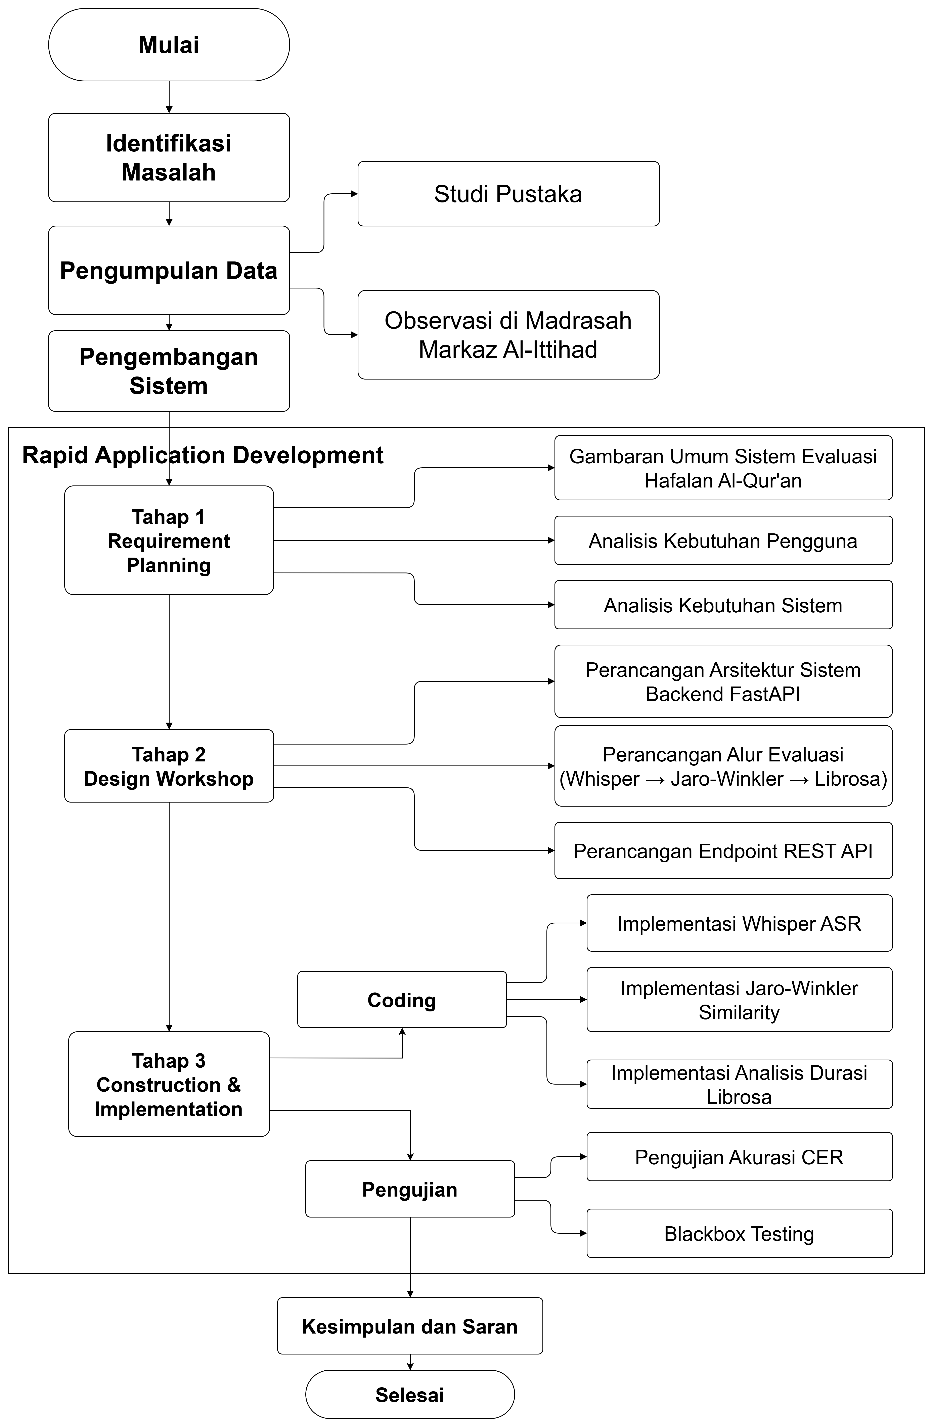 Mulai
Identifikasi
Masalah
Pengumpulan Data
Studi Pustaka
Observasi di Madrasah
Markaz Al-Ittihad
Pengembangan
Sistem
Rapid Application Development
Tahap 1
Requirement
Planning
Gambaran Umum Sistem Evaluasi
Hafalan Al-Qur'an
Analisis Kebutuhan Pengguna
Analisis Kebutuhan Sistem
Tahap 2
Design Workshop
Perancangan Arsitektur Sistem
Backend FastAPI
Perancangan Alur Evaluasi
(Whisper → Jaro-Winkler → Librosa)
Perancangan Endpoint REST API
Tahap 3
Construction &
Implementation
Coding
Implementasi Whisper ASR
Implementasi Jaro-Winkler
Similarity
Implementasi Analisis Durasi
Librosa
Pengujian
Pengujian Akurasi CER
Blackbox Testing
Kesimpulan dan Saran
Selesai